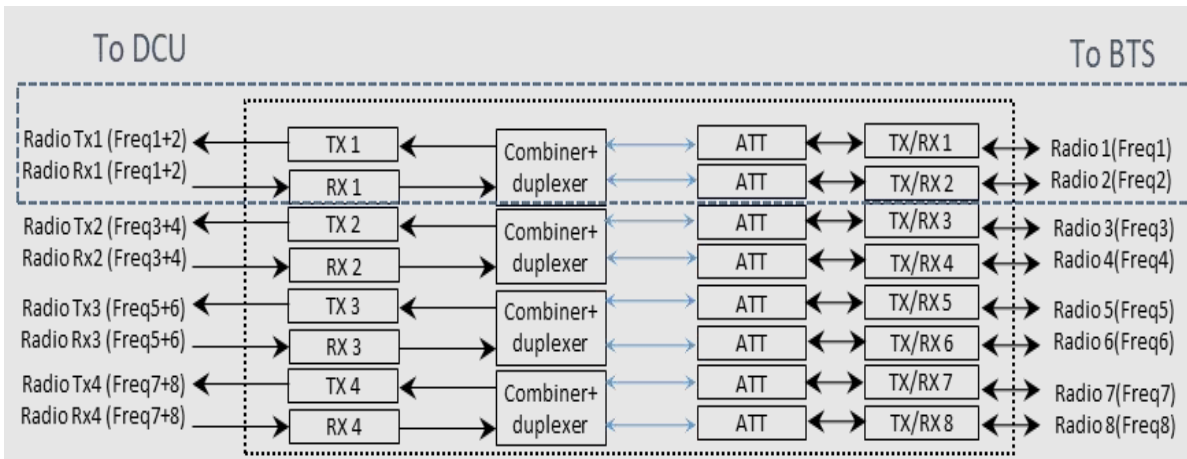 To DCU
To BTS
Radio Tx1 (Freq1+2)
TX 1
Combiner+
duplexer
ATT
TX/RX 1
Radio 1(Freq1)
Radio Rx1 (Freq1+2)
RX 1
ATT
TX/RX 2
Radio 2(Freq2)
Radio Tx2 (Freq3+4)
TX 2
Combiner+
duplexer
ATT
TX/RX 3
Radio 3(Freq3)
Radio Rx2 (Freq3+4)
RX 2
ATT
TX/RX 4
Radio 4(Freq4)
Radio Tx3 (Freq5+6)
TX 3
Combiner+
duplexer
ATT
TX/RX 5
Radio 5(Freq5)
Radio Rx3 (Freq5+6)
RX 3
ATT
TX/RX 6
Radio 6(Freq6)
Radio Tx4 (Freq7+8)
TX 4
Combiner+
duplexer
ATT
TX/RX 7
Radio 7(Freq7)
Radio Rx4 (Freq7+8)
RX 4
ATT
TX/RX 8
Radio 8(Freq8)